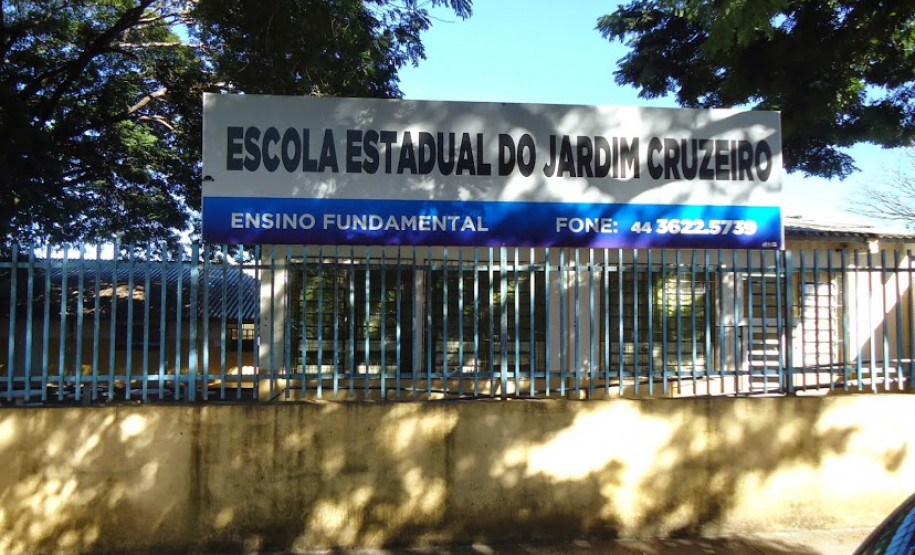 ESCOLA ESTADUAL DO JARDIM CRUZEIRO
ENSINO FUNDAMENTAL FONE: 44 3622.5739